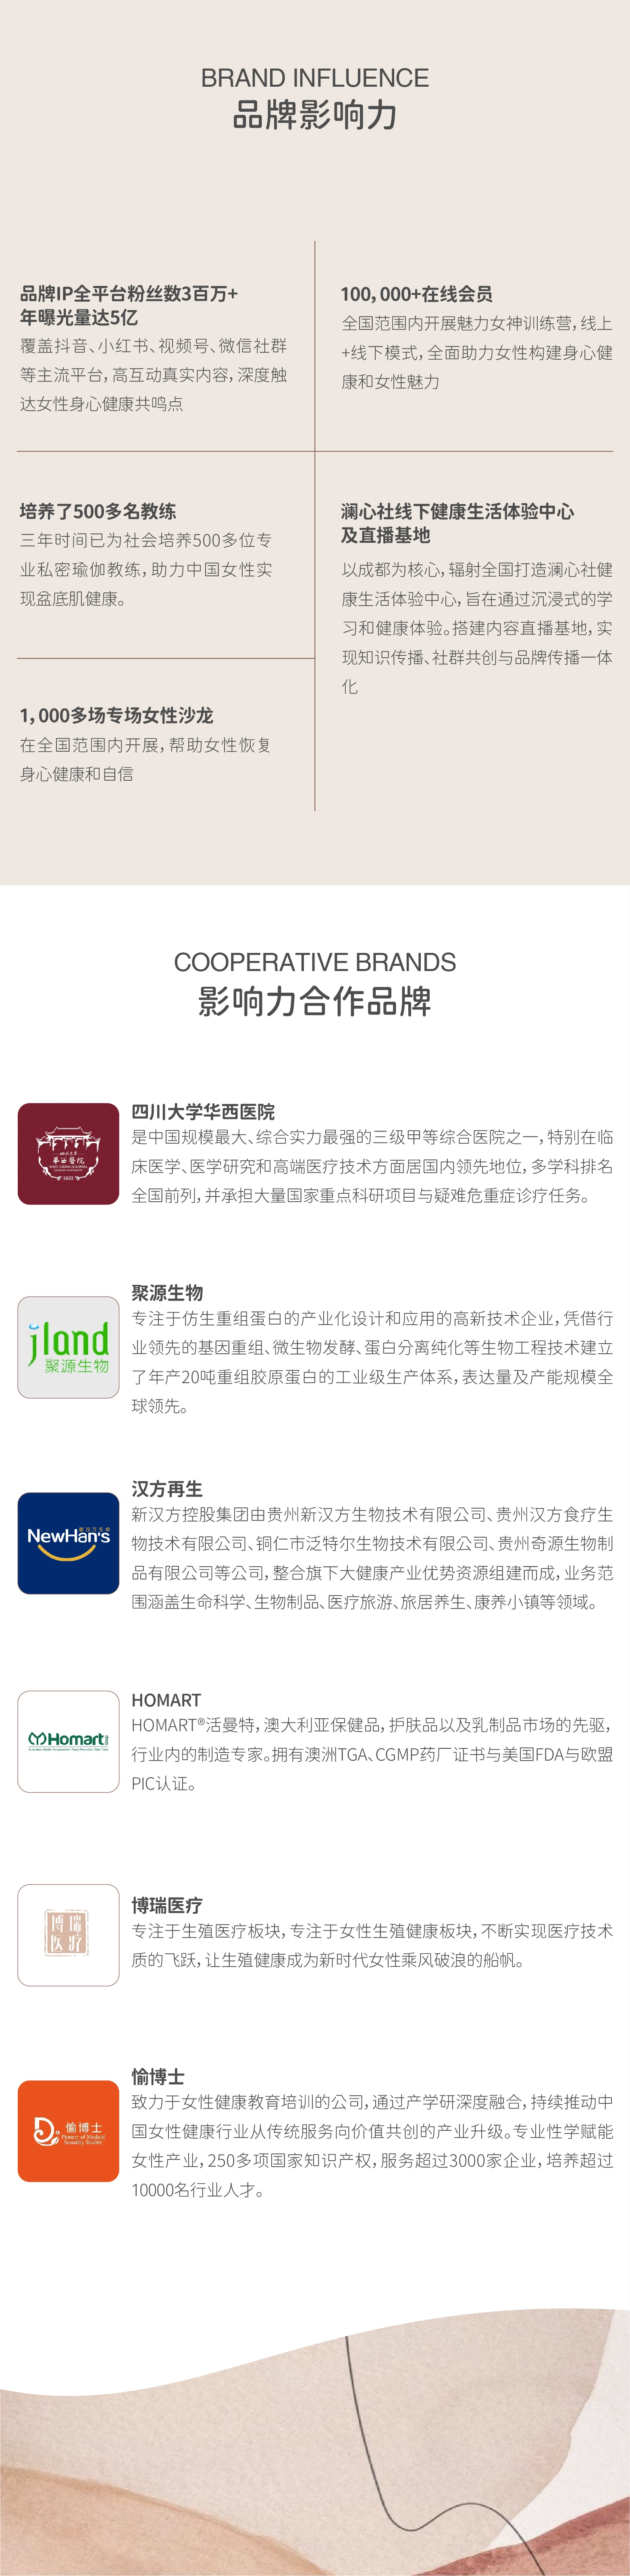 BRAND INFLUENCE
品牌影响力
品牌IP全平台粉丝数3百万+
年曝光量达5亿
覆盖抖音、小红书、视频号、微信社群
等主流平台，高互动真实内容，深度触
达女性身心健康共鸣点
100，000+在线会员
全国范围内开展魅力女神训练营，线上
+线下模式，全面助力女性构建身心健
康和女性魅力
培养了500多名教练
三年时间已为社会培养500多位专
业私密瑜伽教练，助力中国女性实
现盆底肌健康。
澜心社线下健康生活体验中心
及直播基地
以成都为核心，辐射全国打造澜心社健
康生活体验中心，旨在通过沉浸式的学
习和健康体验。搭建内容直播基地，实
现知识传播、社群共创与品牌传播一体
化
1，000多场专场女性沙龙
在全国范围内开展，帮助女性恢复
身心健康和自信
COOPERATIVE BRANDS
影响力合作品牌
四川大学
華西醫院
WEST CHINA HOSPITAL
1892
四川大学华西医院
是中国规模最大、综合实力最强的三级甲等综合医院之一，特别在临
床医学、医学研究和高端医疗技术方面居国内领先地位，多学科排名
全国前列，并承担大量国家重点科研项目与疑难危重症诊疗任务。
jland
聚源生物
聚源生物
专注于仿生重组蛋白的产业化设计和应用的高新技术企业，凭借行
业领先的基因重组、微生物发酵、蛋白分离纯化等生物工程技术建立
了年产20吨重组胶原蛋白的工业级生产体系，表达量及产能规模全
球领先。
NewHan's
汉方再生
新汉方控股集团由贵州新汉方生物技术有限公司、贵州汉方食疗生
物技术有限公司、铜仁市泛特尔生物技术有限公司、贵州奇源生物制
品有限公司等公司，整合旗下大健康产业优势资源组建而成，业务范
围涵盖生命科学、生物制品、医疗旅游、旅居养生、康养小镇等领域。
Homart
HOMART
HOMART®活曼特，澳大利亚保健品，护肤品以及乳制品市场的先驱，
行业内的制造专家。拥有澳洲TGA、CGMP药厂证书与美国FDA与欧盟
PIC认证。
博瑞
医疗
博瑞医疗
专注于生殖医疗板块，专注于女性生殖健康板块，不断实现医疗技术
质的飞跃，让生殖健康成为新时代女性乘风破浪的船帆。
愉博士
Pioneer of Medical
Sexuality Studies
愉博士
致力于女性健康教育培训的公司，通过产学研深度融合，持续推动中
国女性健康行业从传统服务向价值共创的产业升级。专业性学赋能
女性产业，250多项国家知识产权，服务超过3000家企业，培养超过
10000名行业人才。